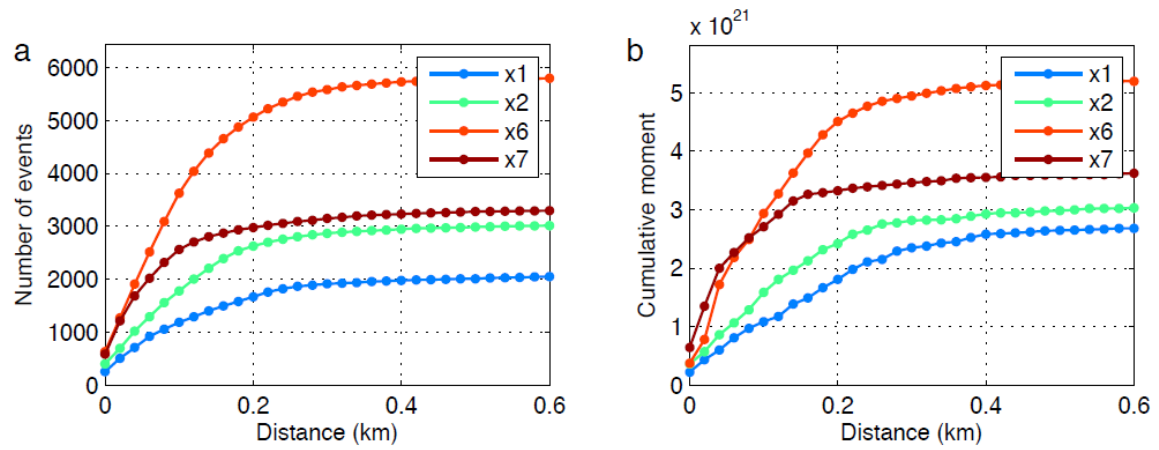 a
Number of events
6000
5000
4000
3000
2000
1000
0
0
0.2
0.4
0.6
Distance (km)
x1
x2
x6
x7
b
x 10^21
Cumulative moment
5
4
3
2
1
0
0
0.2
0.4
0.6
Distance (km)
x1
x2
x6
x7